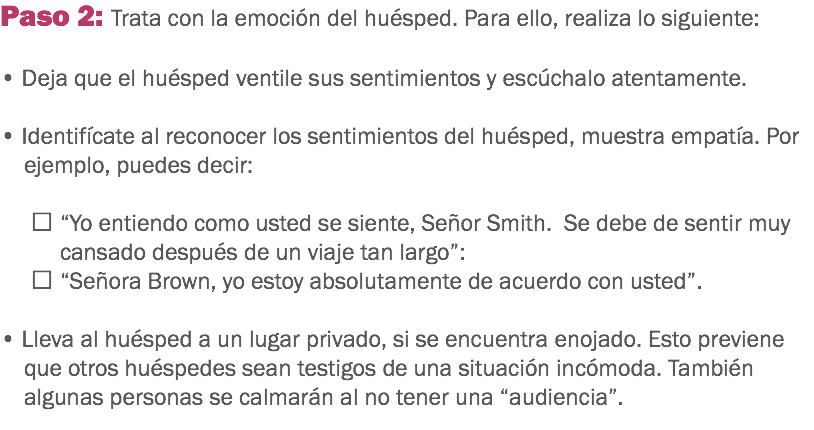 Paso 2: Trata con la emoción del huésped. Para ello, realiza lo siguiente:
• Deja que el huésped ventile sus sentimientos y escúchalo atentamente.
• Identifícate al reconocer los sentimientos del huésped, muestra empatía. Por
ejemplo, puedes decir:
☐ “Yo entiendo como usted se siente, Señor Smith.  Se debe de sentir muy
cansado después de un viaje tan largo”:
☐ “Señora Brown, yo estoy absolutamente de acuerdo con usted”.
• Lleva al huésped a un lugar privado, si se encuentra enojado. Esto previene
que otros huéspedes sean testigos de una situación incómoda. También
algunas personas se calmarán al no tener una “audiencia”.